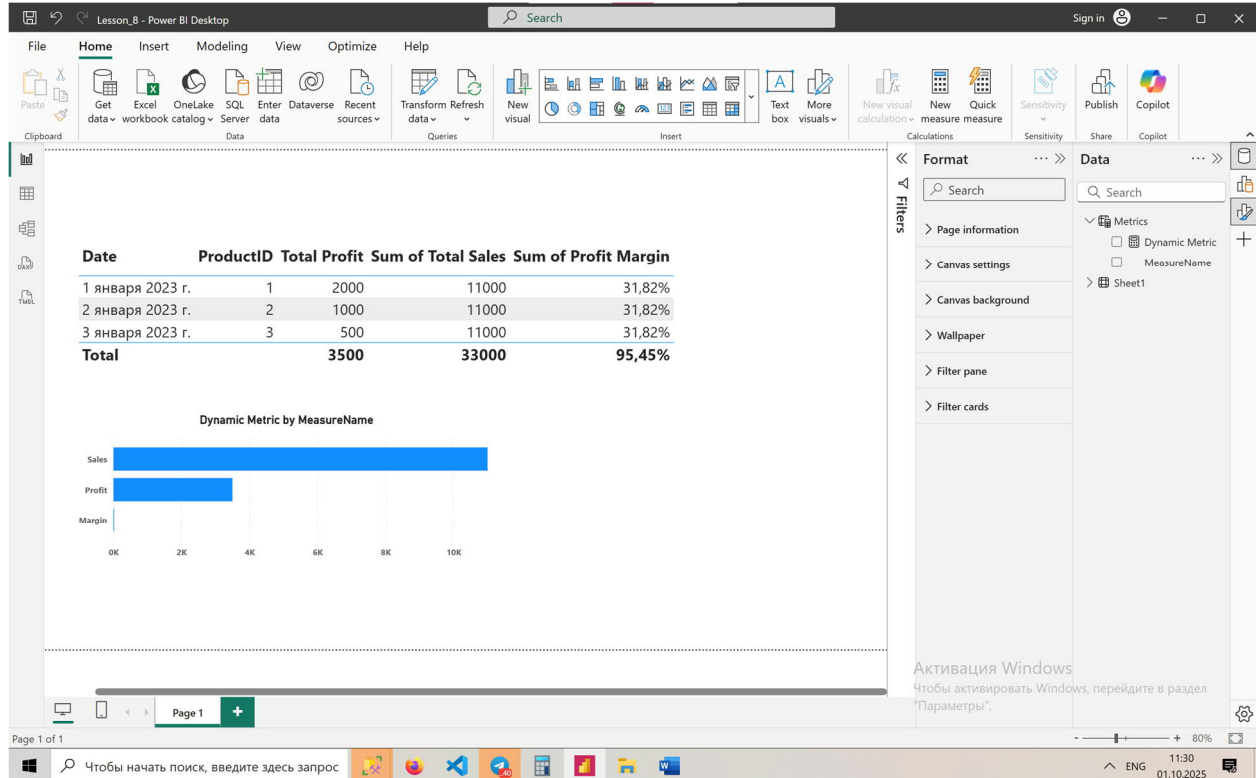 Lesson_8 - Power BI Desktop
Search
Sign in
File Home Insert Modeling View Optimize Help
Paste
Get data
Excel workbook
OneLake catalog
SQL Server
Enter data
Dataverse
Recent sources
Transform data
Refresh
New visual
Text box
More visuals
New visual calculation
New measure
Quick measure
Sensitivity
Publish
Copilot
Clipboard
Data
Queries
Insert
Calculations
Sensitivity
Share
Copilot
DAX
TMDL
Date ProductID Total Profit Sum of Total Sales Sum of Profit Margin
1 января 2023 г. 1 2000 11000 31,82%
2 января 2023 г. 2 1000 11000 31,82%
3 января 2023 г. 3 500 11000 31,82%
Total 3500 33000 95,45%
Dynamic Metric by MeasureName
Sales
Profit
Margin
0K 2K 4K 6K 8K 10K
Filters
Format
Search
Page information
Canvas settings
Canvas background
Wallpaper
Filter pane
Filter cards
Data
Search
Metrics
Dynamic Metric
MeasureName
Sheet1
Активация Windows
Чтобы активировать Windows, перейдите в раздел
"Параметры".
Page 1
Page 1 of 1
80%
Чтобы начать поиск, введите здесь запрос
ENG
11:30
01.10.2025